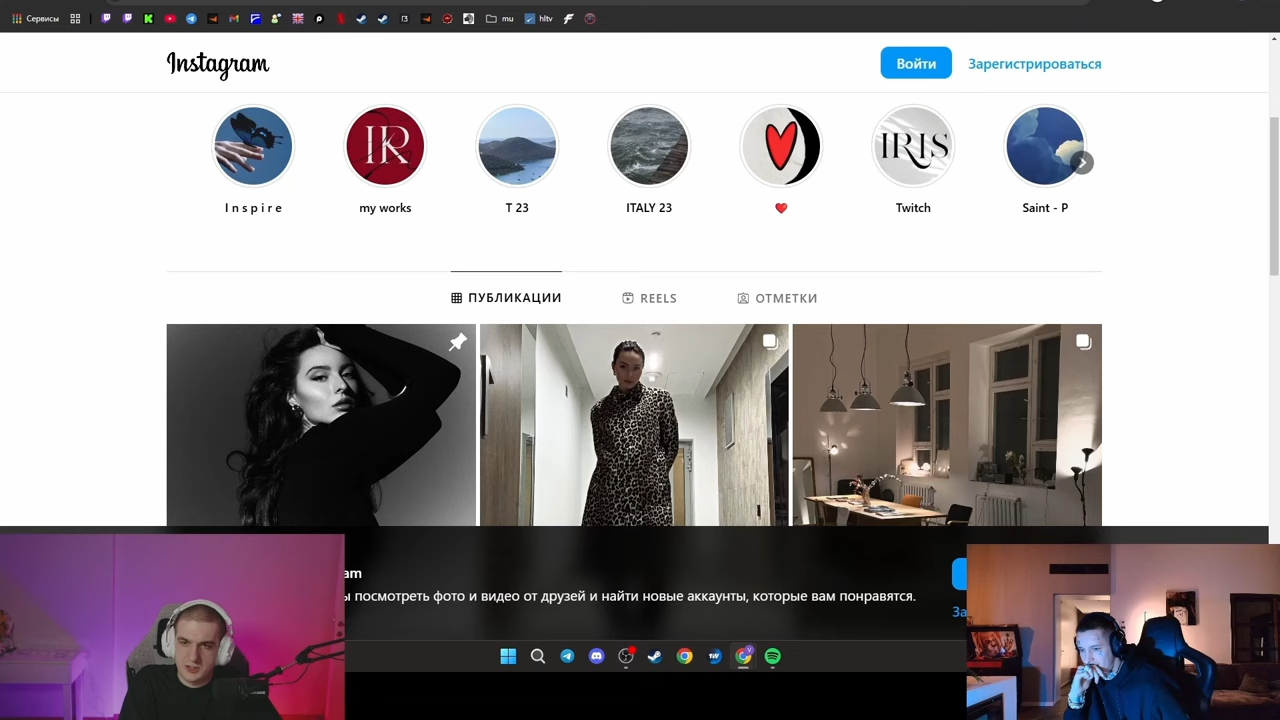 Сервисы
mu
hltv
Instagram
Войти
Зарегистрироваться
IR
IRIS
I n s p i r e
my works
T 23
ITALY 23
❤️
Twitch
Saint - P
ПУБЛИКАЦИИ
REELS
ОТМЕТКИ
am
ы посмотреть фото и видео от друзей и найти новые аккаунты, которые вам понравятся.
За